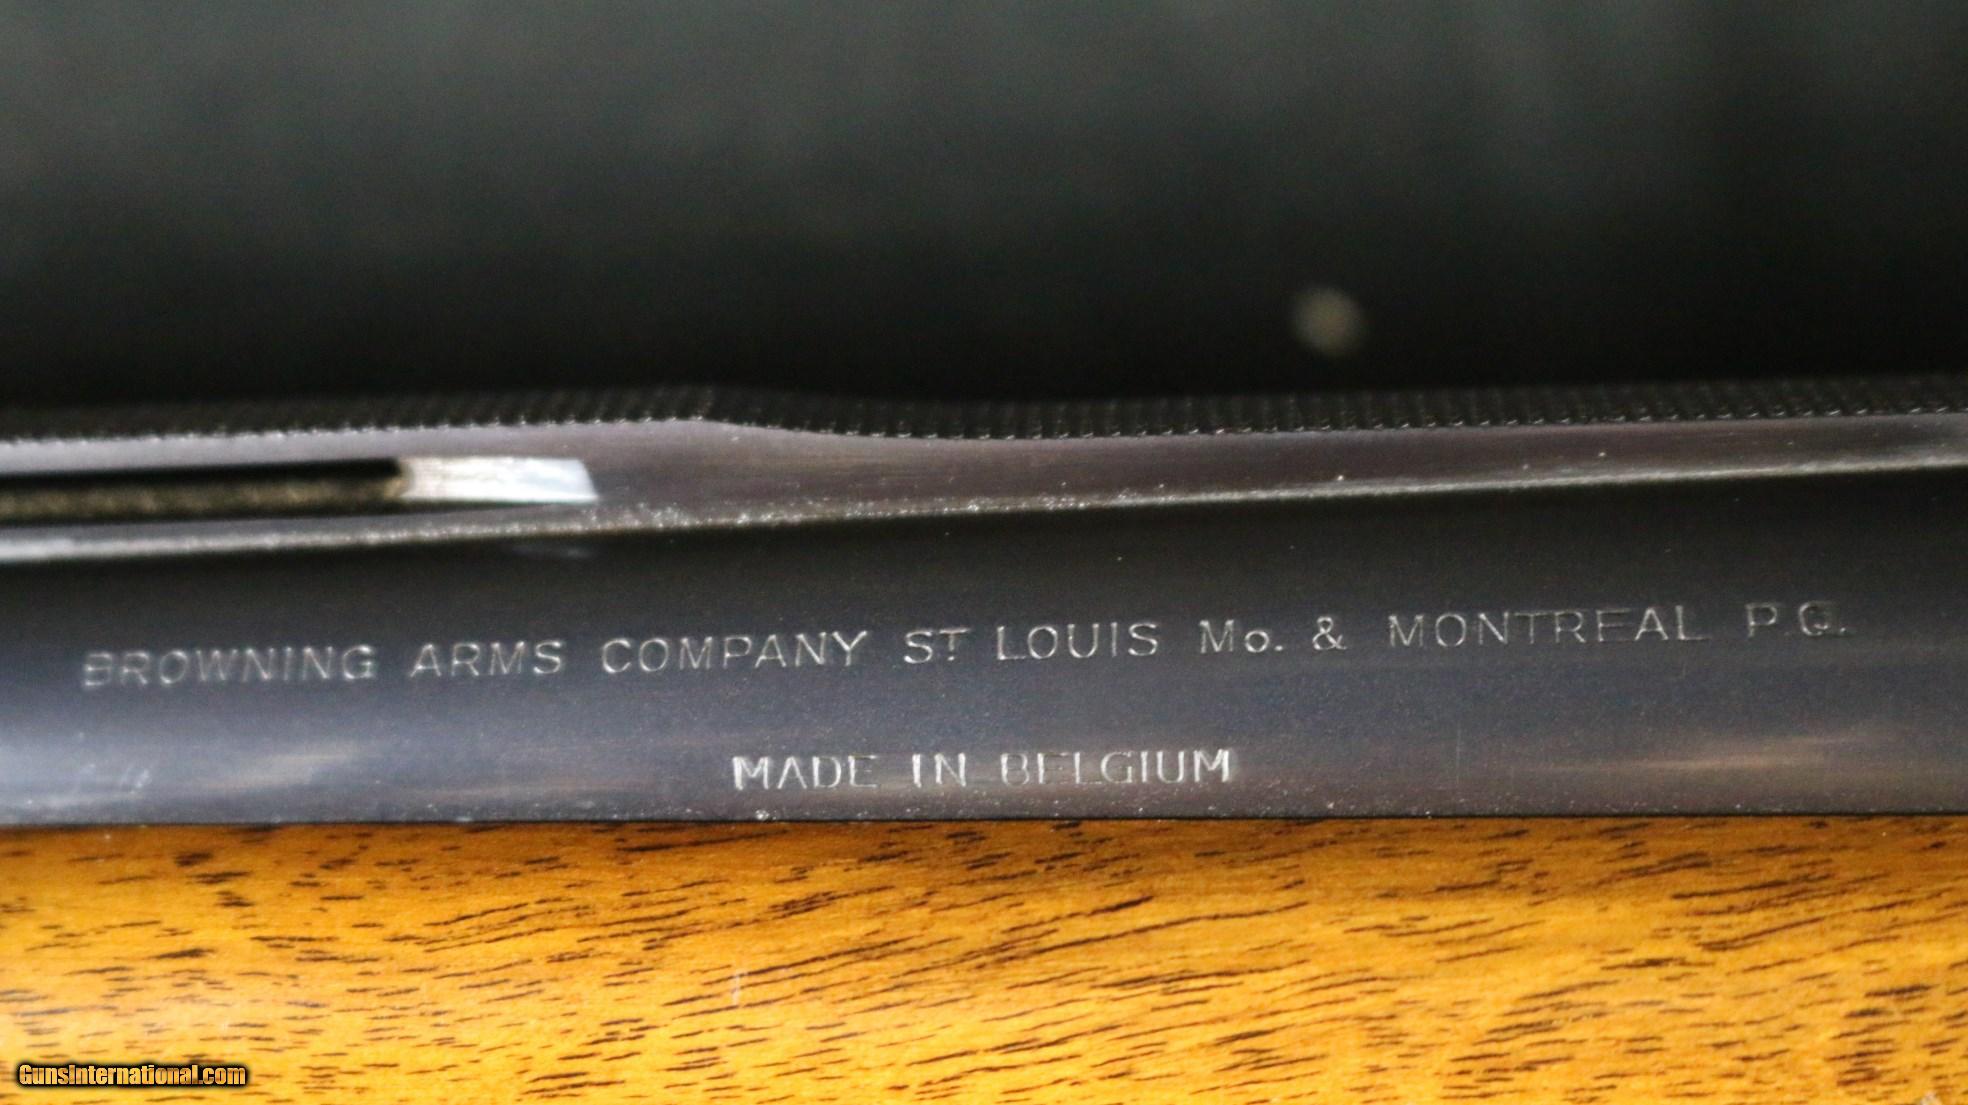 BROWNING ARMS COMPANY ST LOUIS Mo. & MONTREAL P.Q.
MADE IN BELGIUM
GunsInternational.com